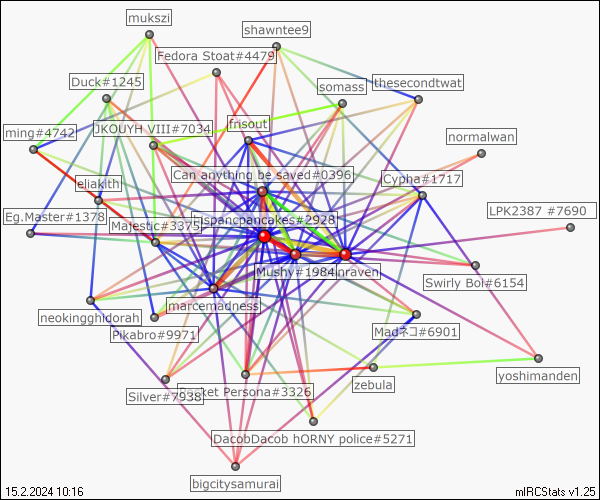 mukszi
shawntee9
Fedora Stoat#4479
Duck#1245
somass
thesecondtwat
ming#4742
JKOUYH VIII#7034
frisout
normalwan
Can anything be saved#0396
Cypha#1717
eliakith
Eg.Master#1378
Majestic#3375
jspancpancakes#2928
LPK2387 #7690
Mushy#1984
nraven
Swirly Boi#6154
marcemadness
neokingghidorah
Pikabro#9971
Madネコ#6901
yoshimanden
zebula
Silver#7938
Persona#3326
DacobDacob hORNY police#5271
bigcitysamurai
15.2.2024 10:16
mIRCStats v1.25